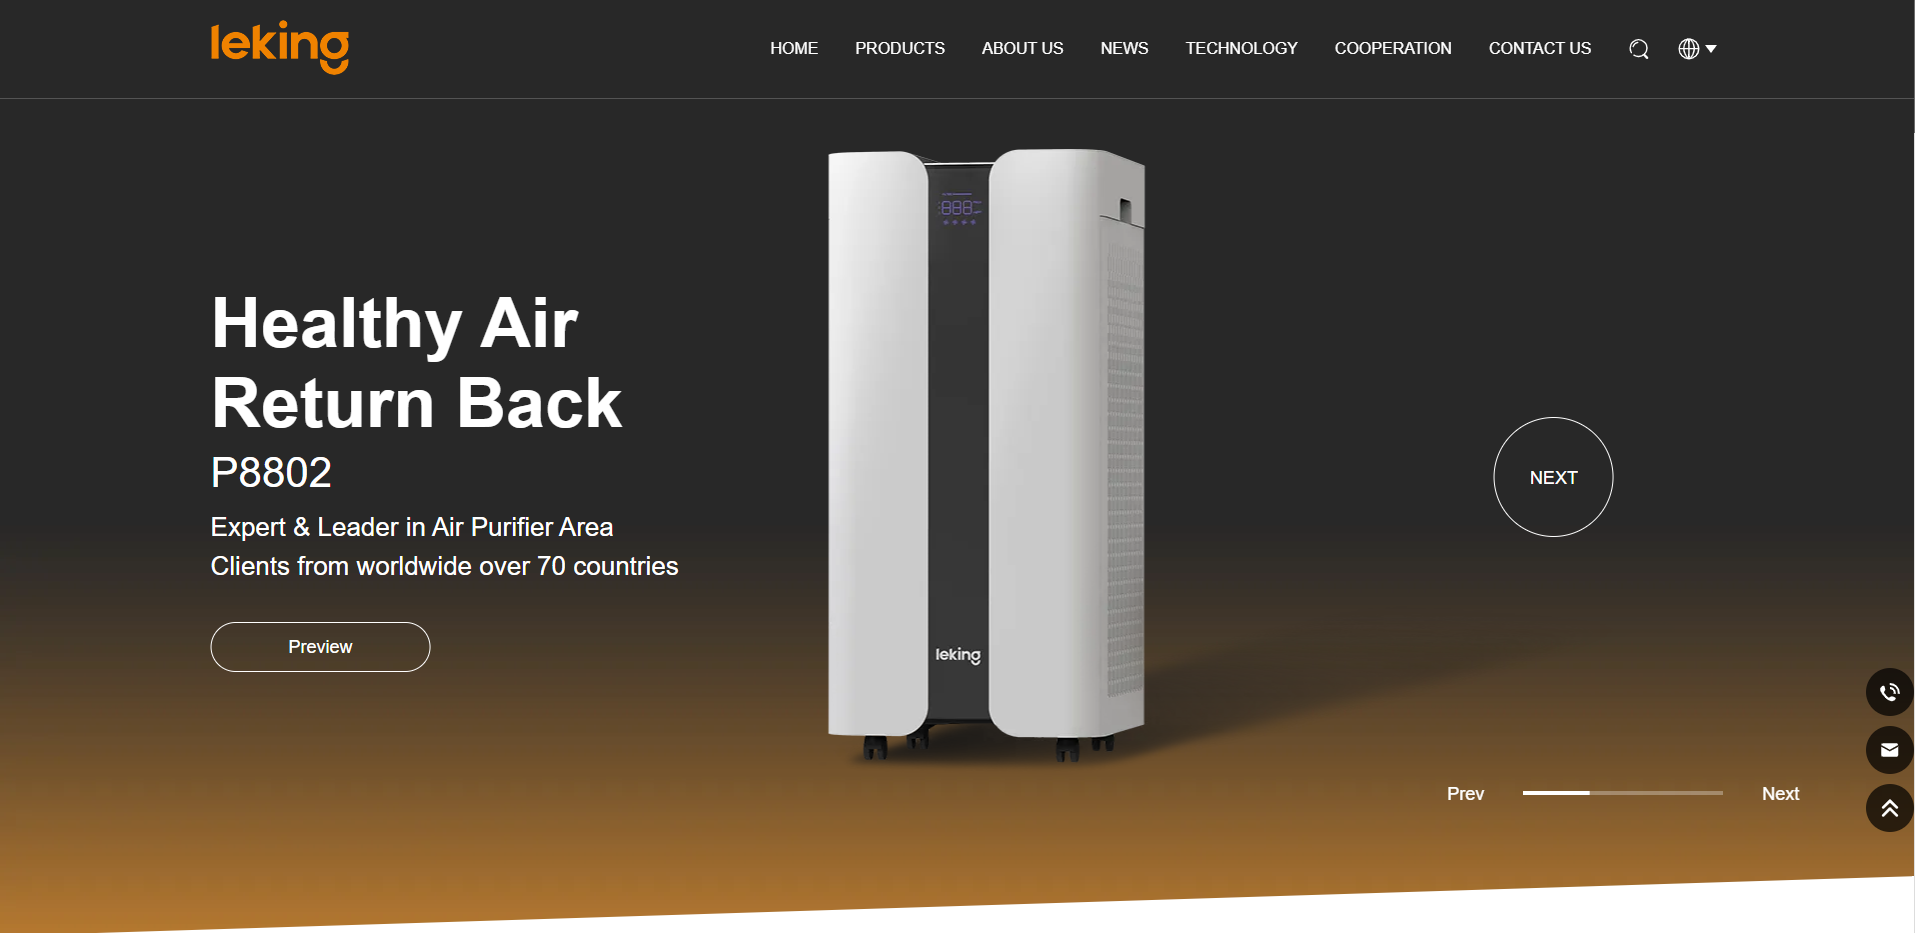 leking
HOME PRODUCTS ABOUT US NEWS TECHNOLOGY COOPERATION CONTACT US
888
Healthy Air
Return Back
P8802
Expert & Leader in Air Purifier Area
Clients from worldwide over 70 countries
Preview
NEXT
leking
Prev Next